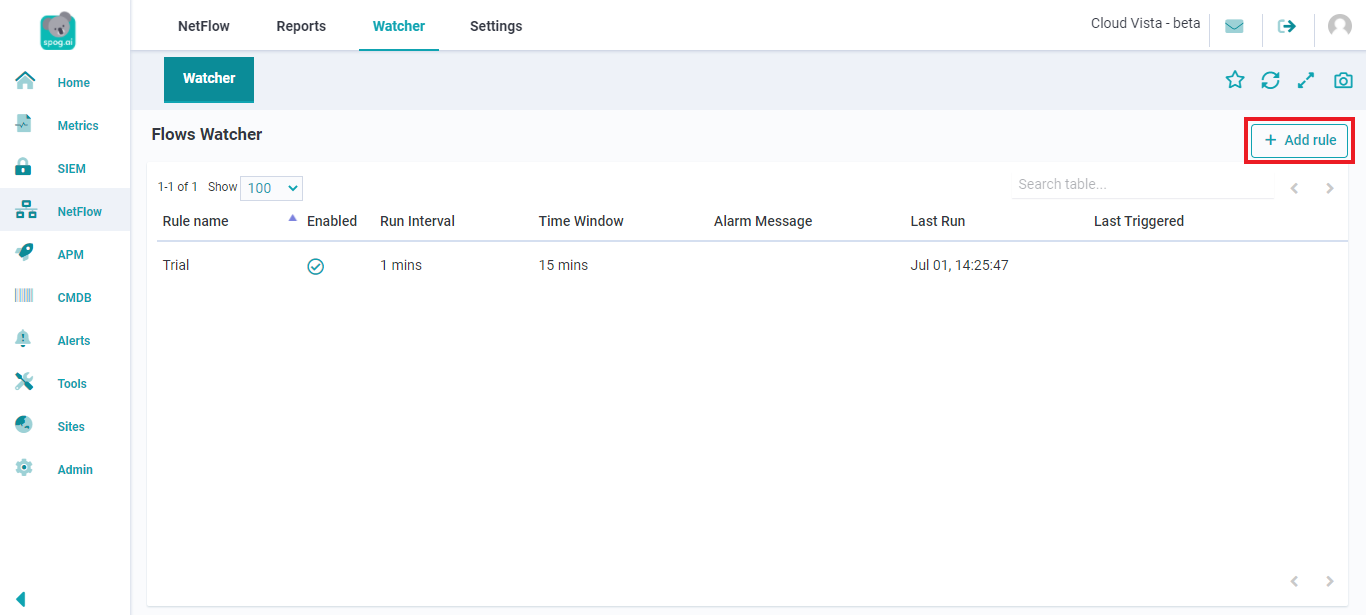 spog.ai
NetFlow Reports Watcher Settings
Cloud Vista - beta
Home
Metrics
SIEM
NetFlow
APM
CMDB
Alerts
Tools
Sites
Admin
Watcher
Flows Watcher
+ Add rule
1-1 of 1 Show 100
Search table...
Rule name Enabled Run Interval Time Window Alarm Message Last Run Last Triggered
Trial 1 mins 15 mins Jul 01, 14:25:47